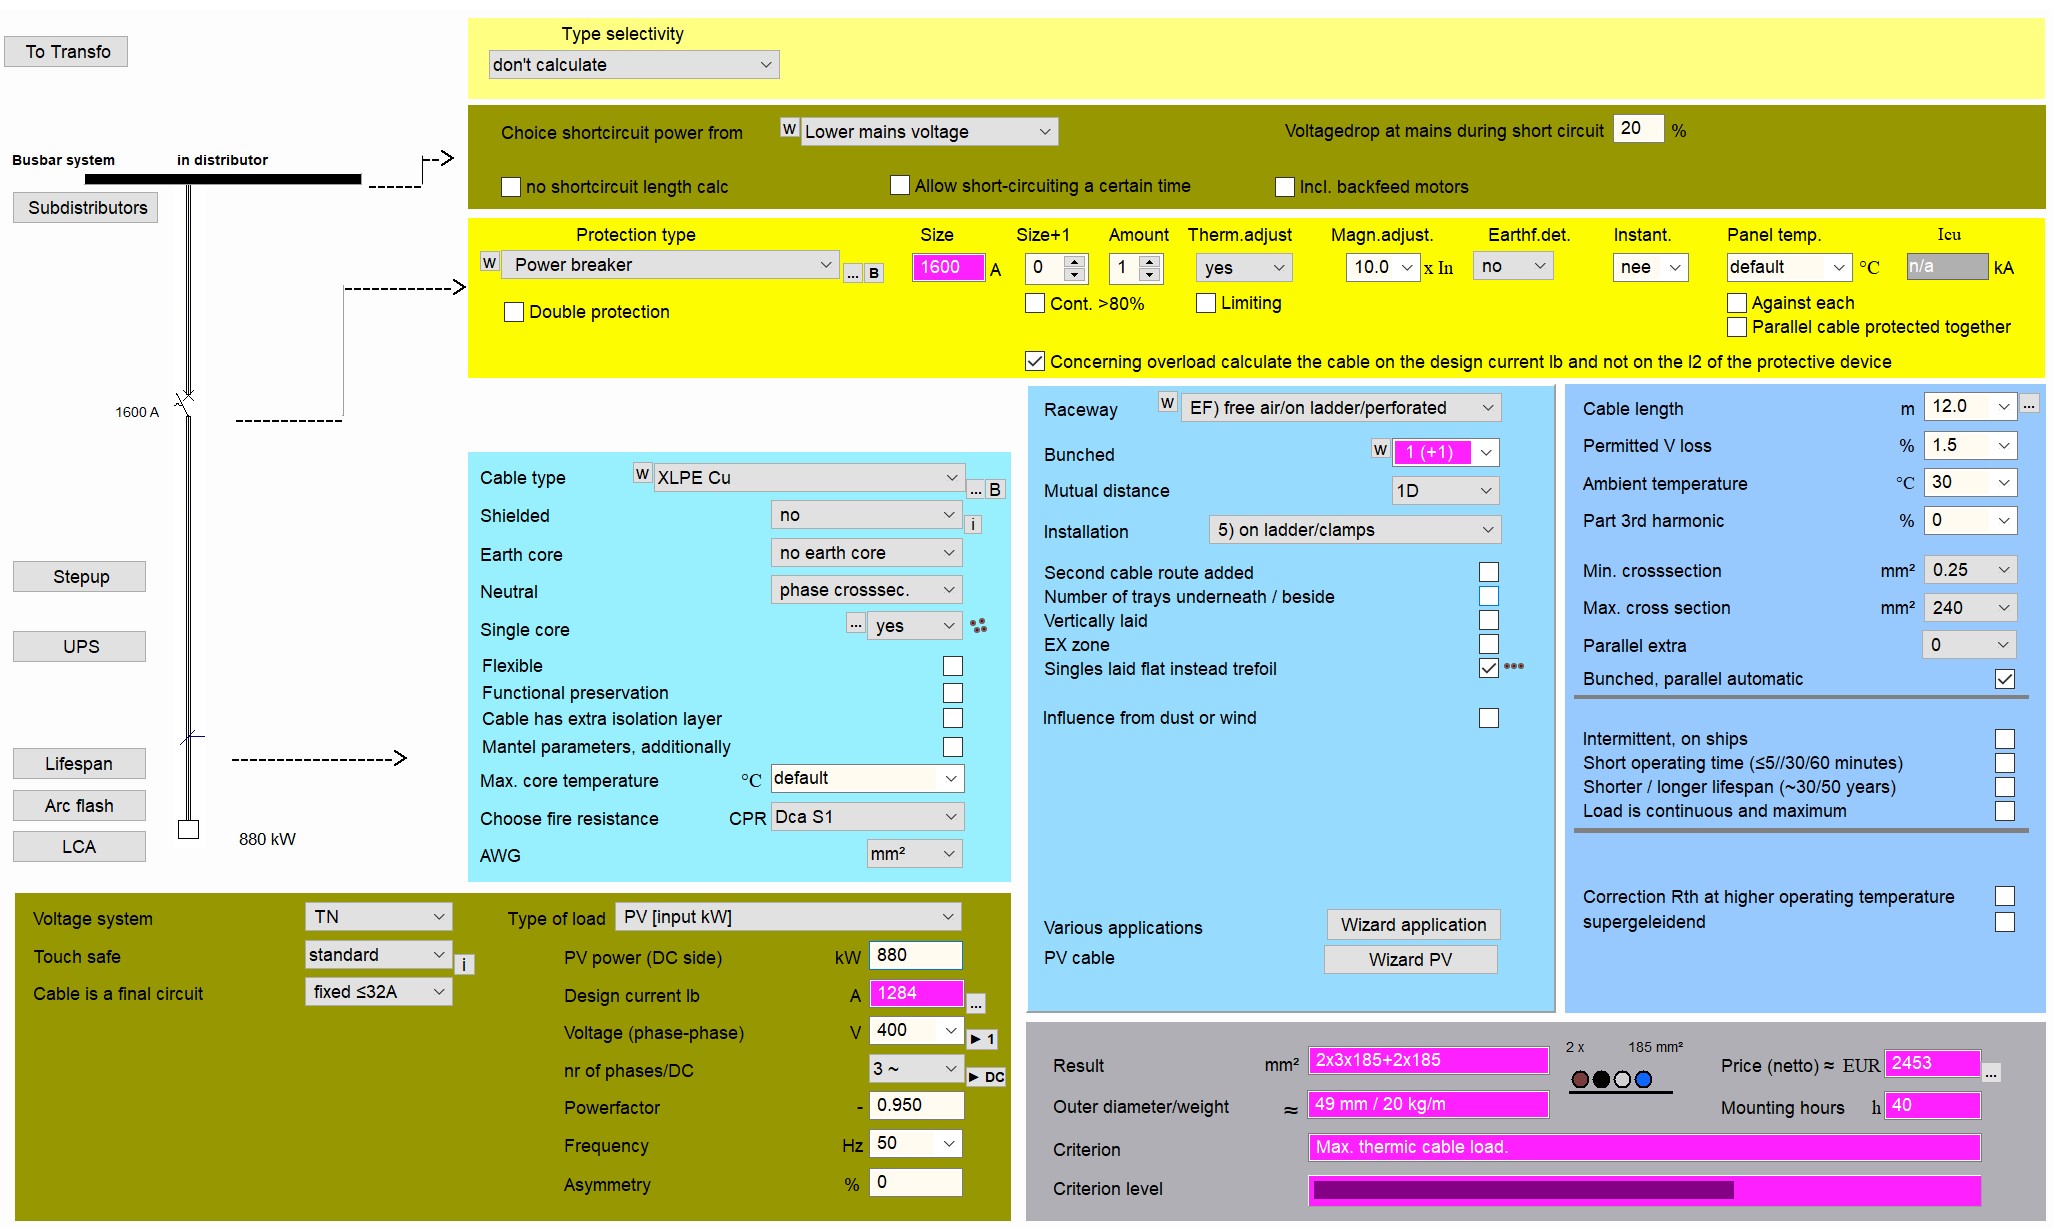 To Transfo
Type selectivity
don't calculate
Choice shortcircuit power from W Lower mains voltage Voltagedrop at mains during short circuit 20 %
no shortcircuit length calc Allow short-circuiting a certain time Incl. backfeed motors
Busbar system in distributor
Subdistributors
Protection type Size Size+1 Amount Therm.adjust Magn.adjust. Earthf.det. Instant. Panel temp. Icu
W Power breaker ... B 1600 A 0 1 yes 10.0 x In no nee default °C n/a kA
Double protection Cont. >80% Limiting Against each
Parallel cable protected together
Concerning overload calculate the cable on the design current Ib and not on the I2 of the protective device
1600 A
Stepup
UPS
Lifespan
Arc flash
LCA
880 kW
Cable type W XLPE Cu ... B
Shielded no i
Earth core no earth core
Neutral phase crosssec.
Single core ... yes
Flexible
Functional preservation
Cable has extra isolation layer
Mantel parameters, additionally
Max. core temperature °C default
Choose fire resistance CPR Dca S1
AWG mm²
Raceway W EF) free air/on ladder/perforated
Bunched W 1 (+1)
Mutual distance 1D
Installation 5) on ladder/clamps
Second cable route added
Number of trays underneath / beside
Vertically laid
EX zone
Singles laid flat instead trefoil
Influence from dust or wind
Various applications Wizard application
PV cable Wizard PV
Cable length m 12.0 ...
Permitted V loss % 1.5
Ambient temperature °C 30
Part 3rd harmonic % 0
Min. crosssection mm² 0.25
Max. cross section mm² 240
Parallel extra 0
Bunched, parallel automatic
Intermittent, on ships
Short operating time (≤5//30/60 minutes)
Shorter / longer lifespan (~30/50 years)
Load is continuous and maximum
Correction Rth at higher operating temperature
supergeleidend
Voltage system TN
Touch safe standard i
Cable is a final circuit fixed ≤32A
Type of load PV [input kW]
PV power (DC side) kW 880
Design current Ib A 1284 ...
Voltage (phase-phase) V 400 ► 1
nr of phases/DC 3 ~ ► DC
Powerfactor - 0.950
Frequency Hz 50
Asymmetry % 0
Result mm² 2x3x185+2x185 2 x 185 mm² Price (netto) ≈ EUR 2453 ...
Outer diameter/weight ≈ 49 mm / 20 kg/m Mounting hours h 40
Criterion Max. thermic cable load.
Criterion level